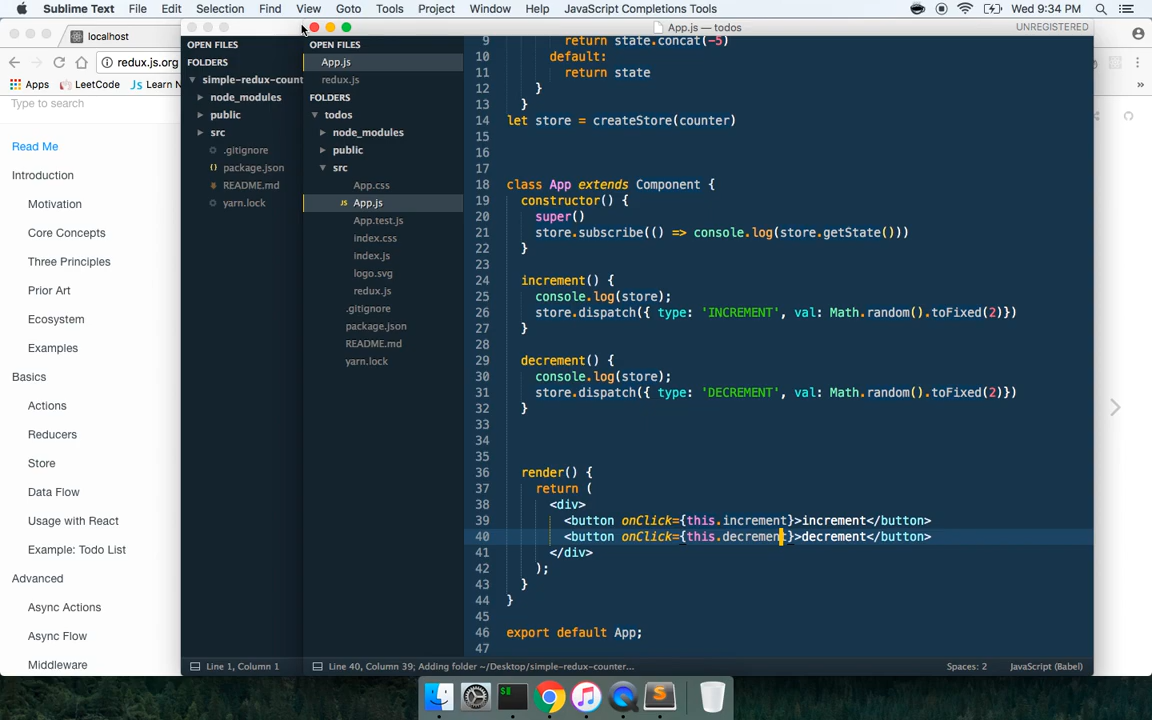 Sublime Text File Edit Selection Find View Goto Tools Project Window Help JavaScript Completions Tools Wed 9:34 PM
App.js — todos UNREGISTERED
localhost
redux.js.org
Apps LeetCode Learn N »
Type to search
Read Me
Introduction
Motivation
Core Concepts
Three Principles
Prior Art
Ecosystem
Examples
Basics
Actions
Reducers
Store
Data Flow
Usage with React
Example: Todo List
Advanced
Async Actions
Async Flow
Middleware
OPEN FILES
FOLDERS
simple-redux-count
node_modules
public
src
.gitignore
package.json
README.md
yarn.lock
Line 1, Column 1
OPEN FILES
App.js
redux.js
FOLDERS
todos
node_modules
public
src
App.css
App.js
App.test.js
index.css
index.js
logo.svg
redux.js
.gitignore
package.json
README.md
yarn.lock
9 return state.concat(-5)
10 default:
11 return state
12 }
13 }
14 let store = createStore(counter)
15
16
17
18 class App extends Component {
19 constructor() {
20 super()
21 store.subscribe(() => console.log(store.getState()))
22 }
23
24 increment() {
25 console.log(store);
26 store.dispatch({ type: 'INCREMENT', val: Math.random().toFixed(2)})
27 }
28
29 decrement() {
30 console.log(store);
31 store.dispatch({ type: 'DECREMENT', val: Math.random().toFixed(2)})
32 }
33
34
35
36 render() {
37 return (
38 <div>
39 <button onClick={this.increment}>increment</button>
40 <button onClick={this.decrement}>decrement</button>
41 </div>
42 );
43 }
44 }
45
46 export default App;
47
Line 40, Column 39; Adding folder ~/Desktop/simple-redux-counter... Spaces: 2 JavaScript (Babel)